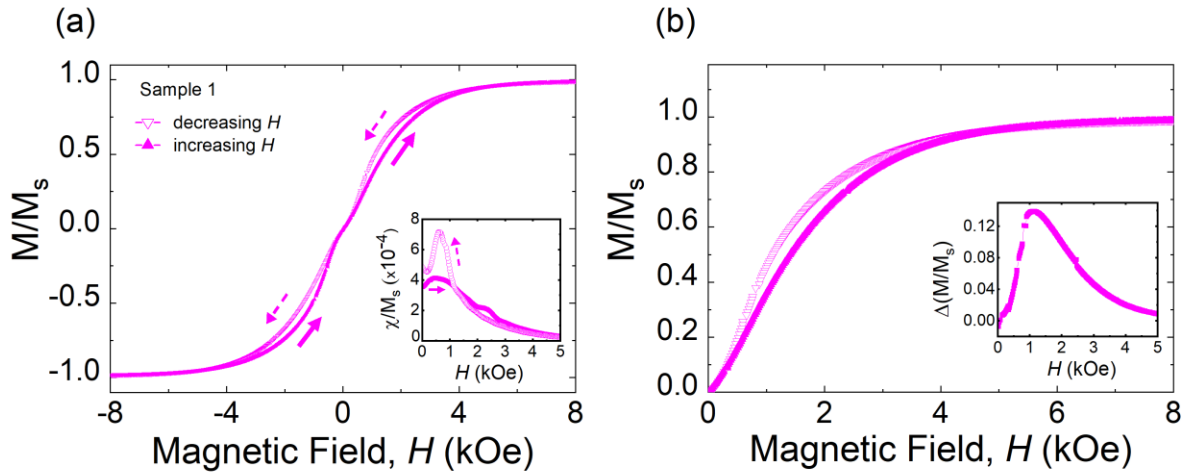 (a)
M/Mₛ
1.0
0.5
0.0
-0.5
-1.0
Sample 1
decreasing H
increasing H
χ/Mₛ (x10⁻⁴)
8
6
4
2
0
0 1 2 3 4 5
H (kOe)
-8 -4 0 4 8
Magnetic Field, H (kOe)
(b)
M/Mₛ
1.0
0.8
0.6
0.4
0.2
0.0
Δ(M/Mₛ)
0.12
0.08
0.04
0.00
0 1 2 3 4 5
H (kOe)
0 2 4 6 8
Magnetic Field, H (kOe)